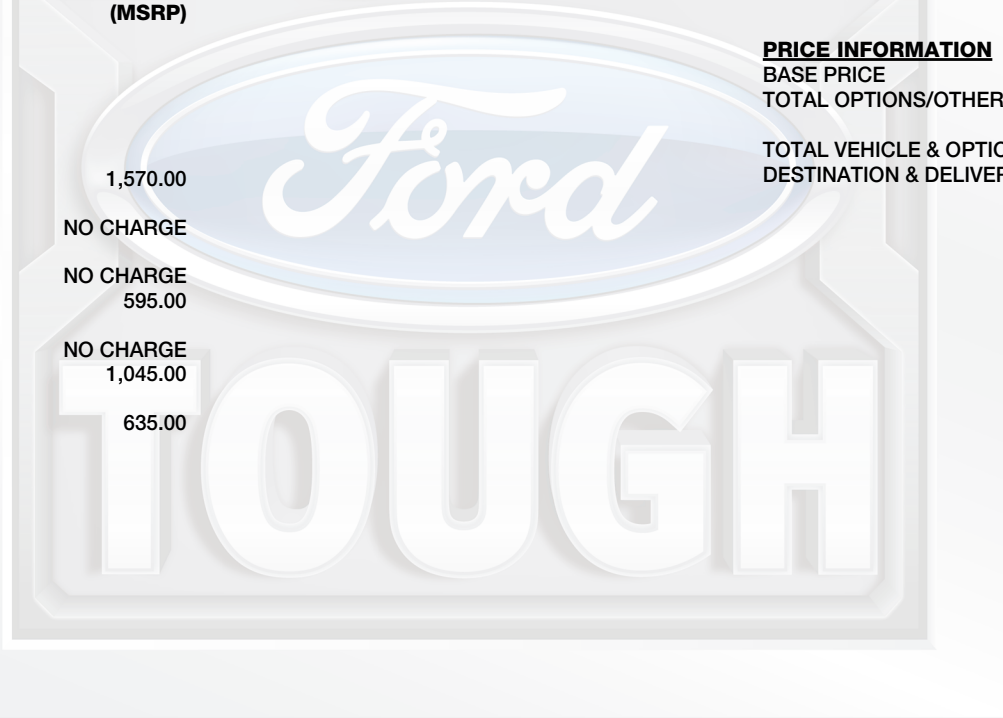 (MSRP)
1,570.00
NO CHARGE
NO CHARGE
595.00
NO CHARGE
1,045.00
635.00
PRICE INFORMATION
BASE PRICE
TOTAL OPTIONS/OTHER
TOTAL VEHICLE & OPTIO
DESTINATION & DELIVER
Ford
TOUGH